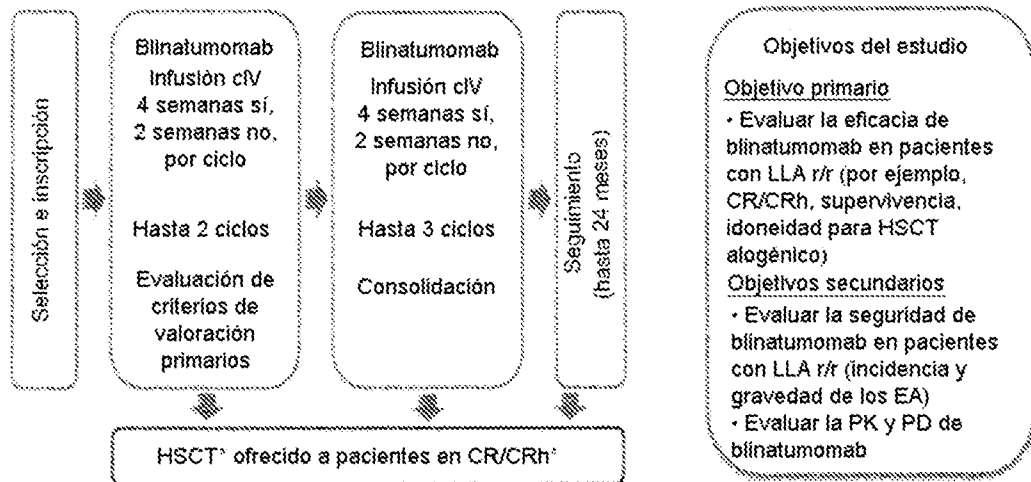 Selección e inscripción
Blinatumomab
Infusión cIV
4 semanas sí,
2 semanas no,
por ciclo
Hasta 2 ciclos
Evaluación de
criterios de
valoración
primarios
Blinatumomab
Infusión cIV
4 semanas sí,
2 semanas no,
por ciclo
Hasta 3 ciclos
Consolidación
Seguimiento
(hasta 24 meses)
HSCT* ofrecido a pacientes en CR/CRh*
Objetivos del estudio
Objetivo primario
• Evaluar la eficacia de
blinatumomab en pacientes
con LLA r/r (por ejemplo,
CR/CRh, supervivencia,
idoneidad para HSCT
alogénico)
Objetivos secundarios
• Evaluar la seguridad de
blinatumomab en pacientes
con LLA r/r (incidencia y
gravedad de los EA)
• Evaluar la PK y PD de
blinatumomab